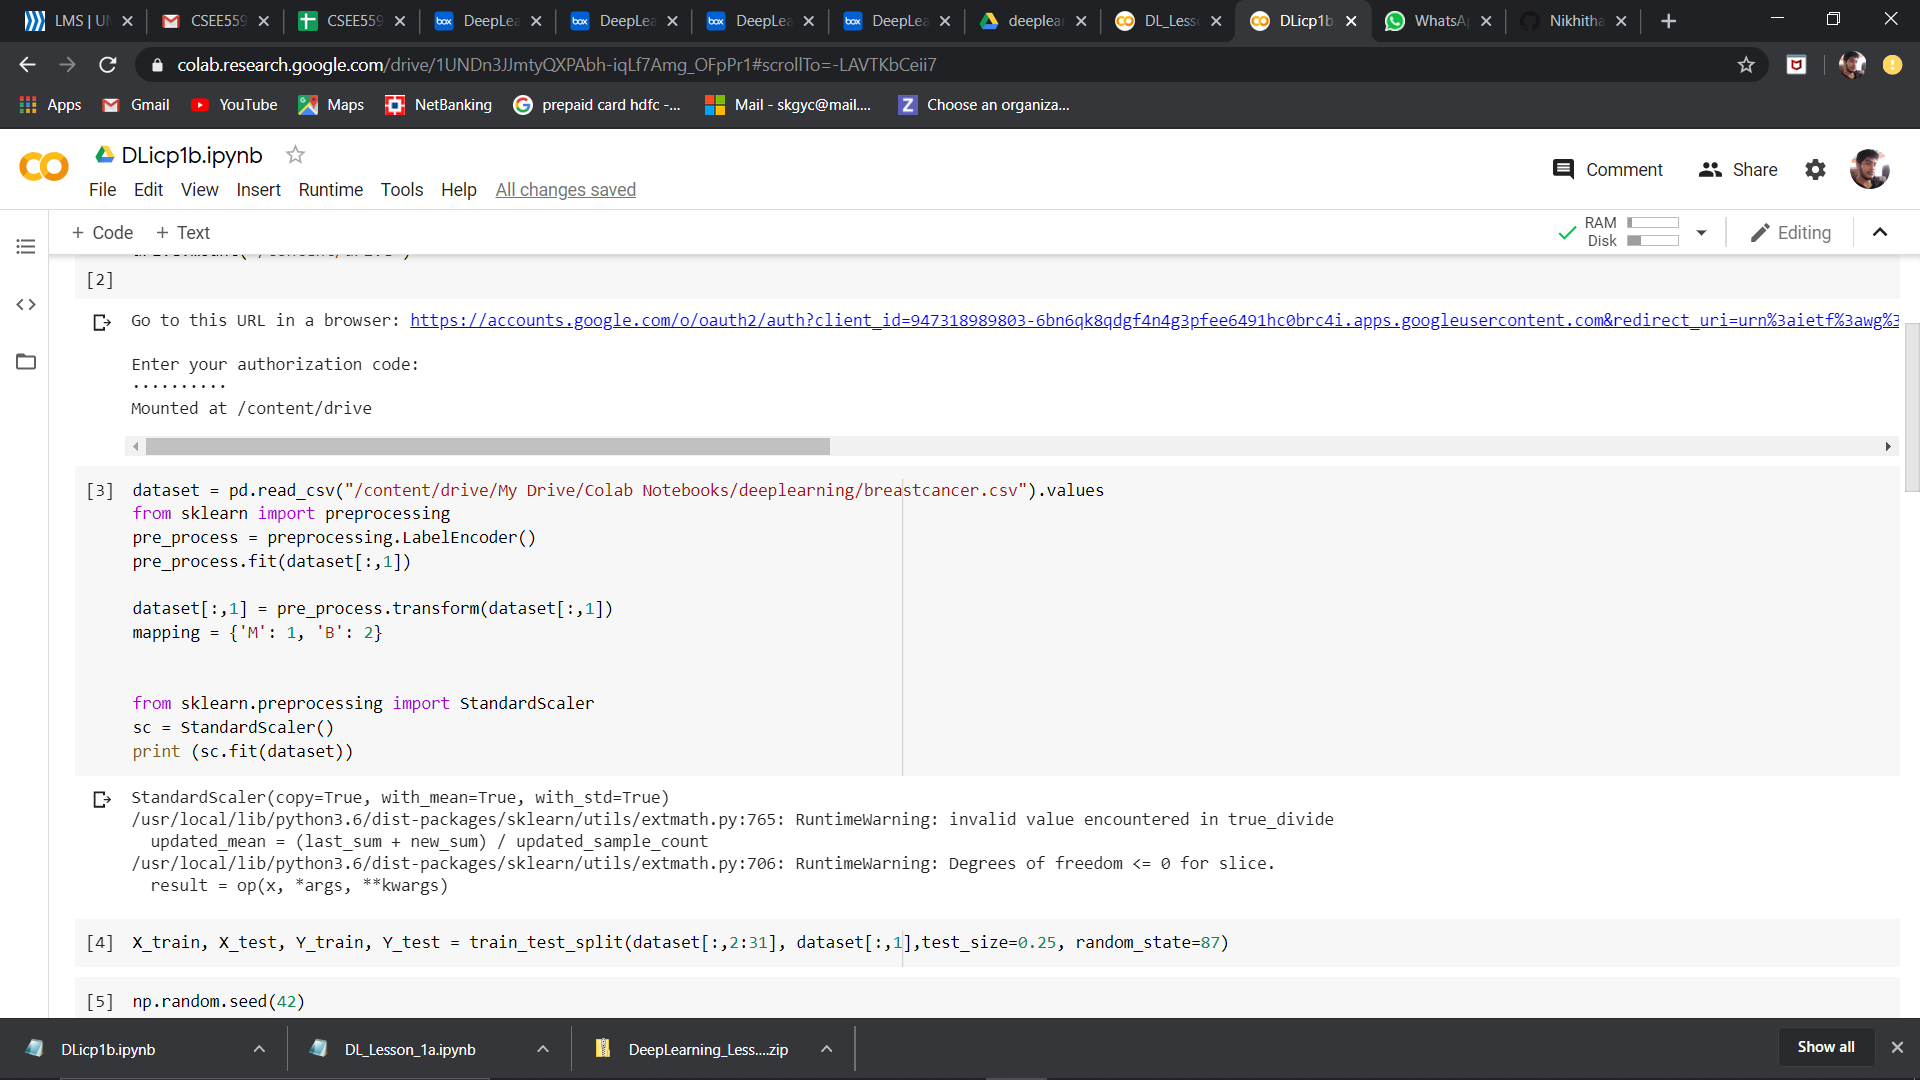 LMS | U
CSEE559
CSEE559
DeepLea
DeepLea
DeepLea
DeepLea
deeplear
DL_Less
DLicp1b
WhatsA
Nikhitha
colab.research.google.com/drive/1UNDn3JJmtyQXPAbh-iqLf7Amg_OFpPr1#scrollTo=-LAVTKbCeii7
Apps
Gmail
YouTube
Maps
NetBanking
prepaid card hdfc -...
Mail - skgyc@mail....
Choose an organiza...
DLicp1b.ipynb
File Edit View Insert Runtime Tools Help All changes saved
Comment
Share
+ Code + Text
RAM
Disk
Editing
[2]
Go to this URL in a browser: https://accounts.google.com/o/oauth2/auth?client_id=947318989803-6bn6qk8qdgf4n4g3pfee6491hc0brc4i.apps.googleusercontent.com&redirect_uri=urn%3aietf%3awg%3
Enter your authorization code:
··········
Mounted at /content/drive
[3] dataset = pd.read_csv("/content/drive/My Drive/Colab Notebooks/deeplearning/breastcancer.csv").values
from sklearn import preprocessing
pre_process = preprocessing.LabelEncoder()
pre_process.fit(dataset[:,1])
dataset[:,1] = pre_process.transform(dataset[:,1])
mapping = {'M': 1, 'B': 2}
from sklearn.preprocessing import StandardScaler
sc = StandardScaler()
print (sc.fit(dataset))
StandardScaler(copy=True, with_mean=True, with_std=True)
/usr/local/lib/python3.6/dist-packages/sklearn/utils/extmath.py:765: RuntimeWarning: invalid value encountered in true_divide
updated_mean = (last_sum + new_sum) / updated_sample_count
/usr/local/lib/python3.6/dist-packages/sklearn/utils/extmath.py:706: RuntimeWarning: Degrees of freedom <= 0 for slice.
result = op(x, *args, **kwargs)
[4] X_train, X_test, Y_train, Y_test = train_test_split(dataset[:,2:31], dataset[:,1],test_size=0.25, random_state=87)
[5] np.random.seed(42)
DLicp1b.ipynb
DL_Lesson_1a.ipynb
DeepLearning_Less....zip
Show all